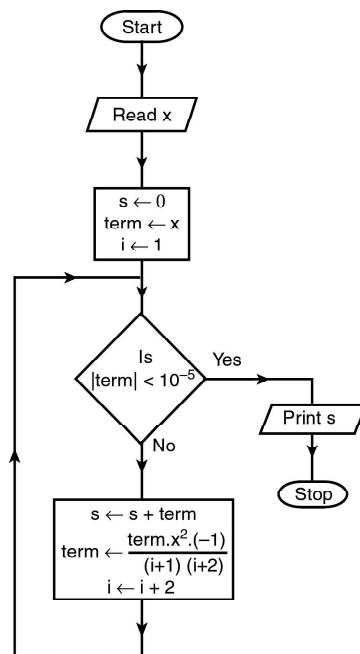 Start
Read x
s ← 0
term ← x
i ← 1
Is
|term| < 10⁻⁵
Yes
Print s
Stop
No
s ← s + term
term ← term.x².(-1) / (i+1) (i+2)
i ← i + 2